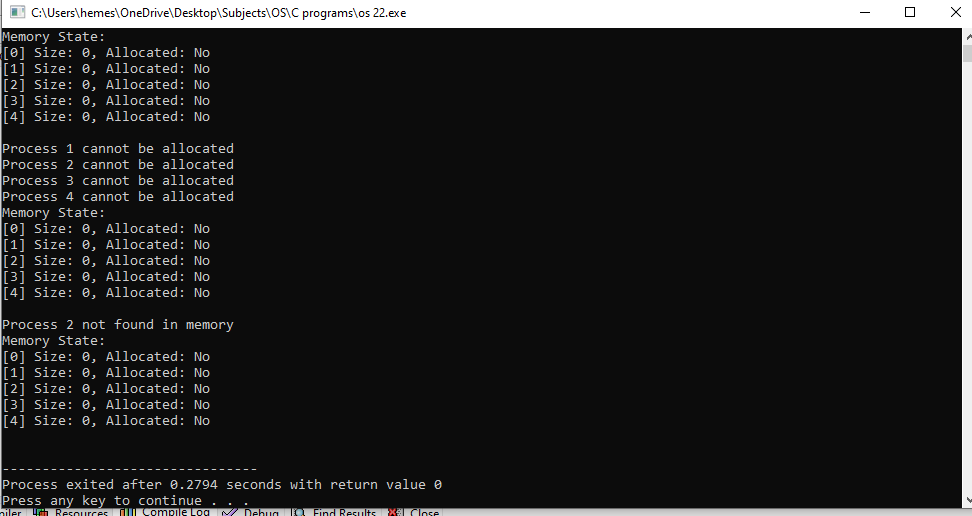 C:\Users\hemes\OneDrive\Desktop\Subjects\OS\C programs\os 22.exe
Memory State:
[0] Size: 0, Allocated: No
[1] Size: 0, Allocated: No
[2] Size: 0, Allocated: No
[3] Size: 0, Allocated: No
[4] Size: 0, Allocated: No
Process 1 cannot be allocated
Process 2 cannot be allocated
Process 3 cannot be allocated
Process 4 cannot be allocated
Memory State:
[0] Size: 0, Allocated: No
[1] Size: 0, Allocated: No
[2] Size: 0, Allocated: No
[3] Size: 0, Allocated: No
[4] Size: 0, Allocated: No
Process 2 not found in memory
Memory State:
[0] Size: 0, Allocated: No
[1] Size: 0, Allocated: No
[2] Size: 0, Allocated: No
[3] Size: 0, Allocated: No
[4] Size: 0, Allocated: No
--------------------------------
Process exited after 0.2794 seconds with return value 0
Press any key to continue . . .
piler Resources Compile Log Debug Find Results Close